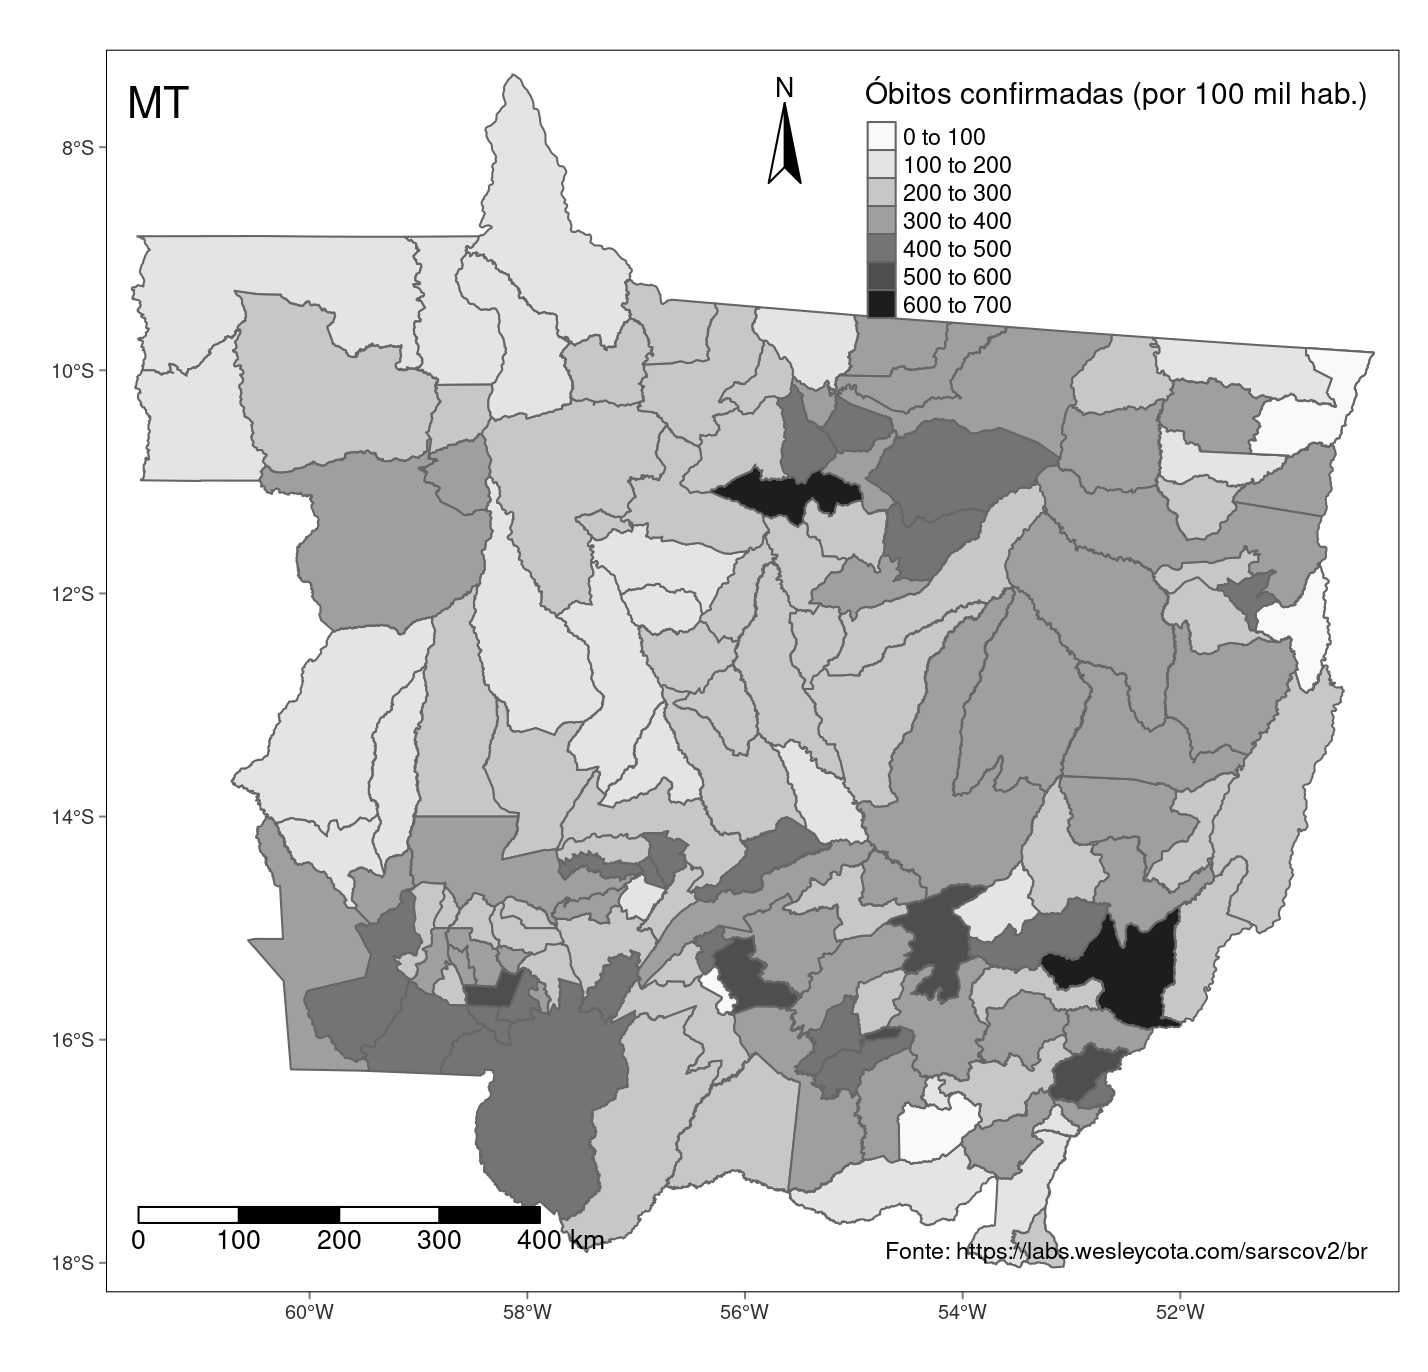 MT
N
Óbitos confirmadas (por 100 mil hab.)
0 to 100
100 to 200
200 to 300
300 to 400
400 to 500
500 to 600
600 to 700
8°S
10°S
12°S
14°S
16°S
18°S
0 100 200 300 400 km
Fonte: https://labs.wesleycota.com/sarscov2/br
60°W 58°W 56°W 54°W 52°W